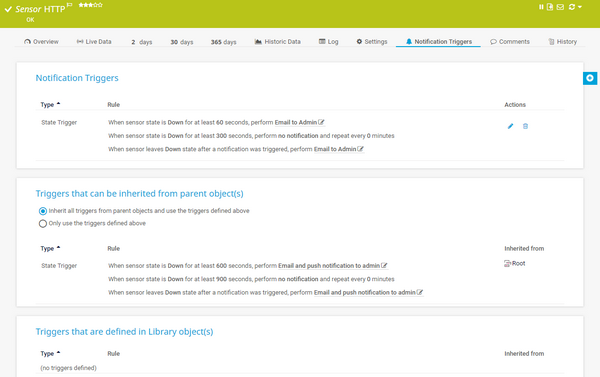 Sensor HTTP
OK
Overview Live Data 2 days 30 days 365 days Historic Data Log Settings Notification Triggers Comments History
Notification Triggers
Type Rule Actions
State Trigger When sensor state is Down for at least 60 seconds, perform Email to Admin
When sensor state is Down for at least 300 seconds, perform no notification and repeat every 0 minutes
When sensor leaves Down state after a notification was triggered, perform Email to Admin
Triggers that can be inherited from parent object(s)
Inherit all triggers from parent objects and use the triggers defined above
Only use the triggers defined above
Type Rule Inherited from
State Trigger When sensor state is Down for at least 600 seconds, perform Email and push notification to admin Root
When sensor state is Down for at least 900 seconds, perform no notification and repeat every 0 minutes
When sensor leaves Down state after a notification was triggered, perform Email and push notification to admin
Triggers that are defined in Library object(s)
Type Rule Inherited from
(no triggers defined)